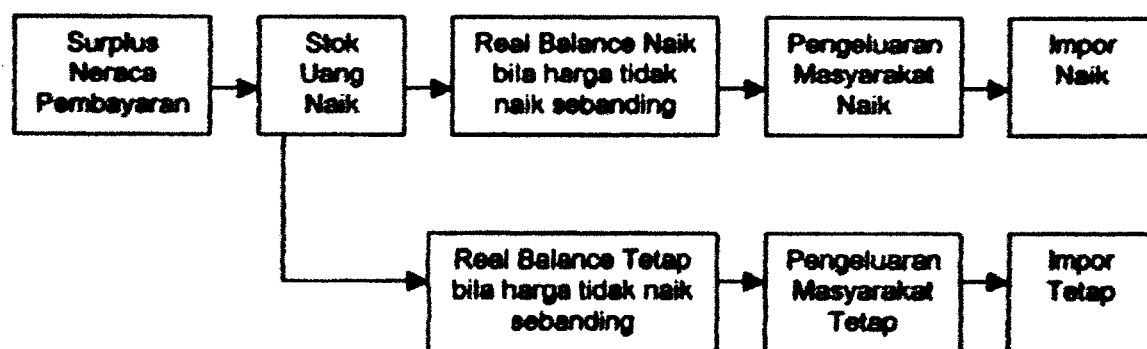 Surplus
Neraca
Pembayaran
Stok
Uang
Naik
Real Balance Naik
bila harga tidak
naik sebanding
Pengeluaran
Masyarakat
Naik
Impor
Naik
Real Balance Tetap
bila harga tidak naik
sebanding
Pengeluaran
Masyarakat
Tetap
Impor
Tetap